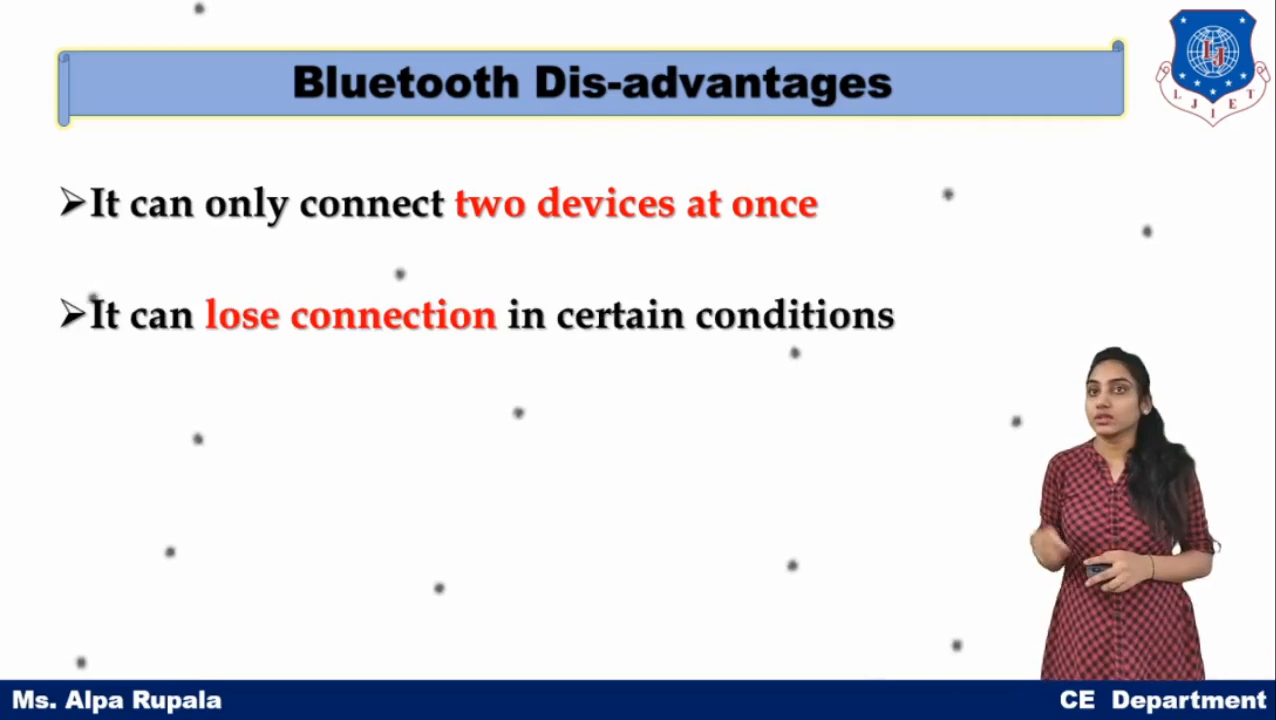 Bluetooth Dis-advantages
It can only connect two devices at once
It can lose connection in certain conditions
L J I E T
LJ
Ms. Alpa Rupala
CE Department